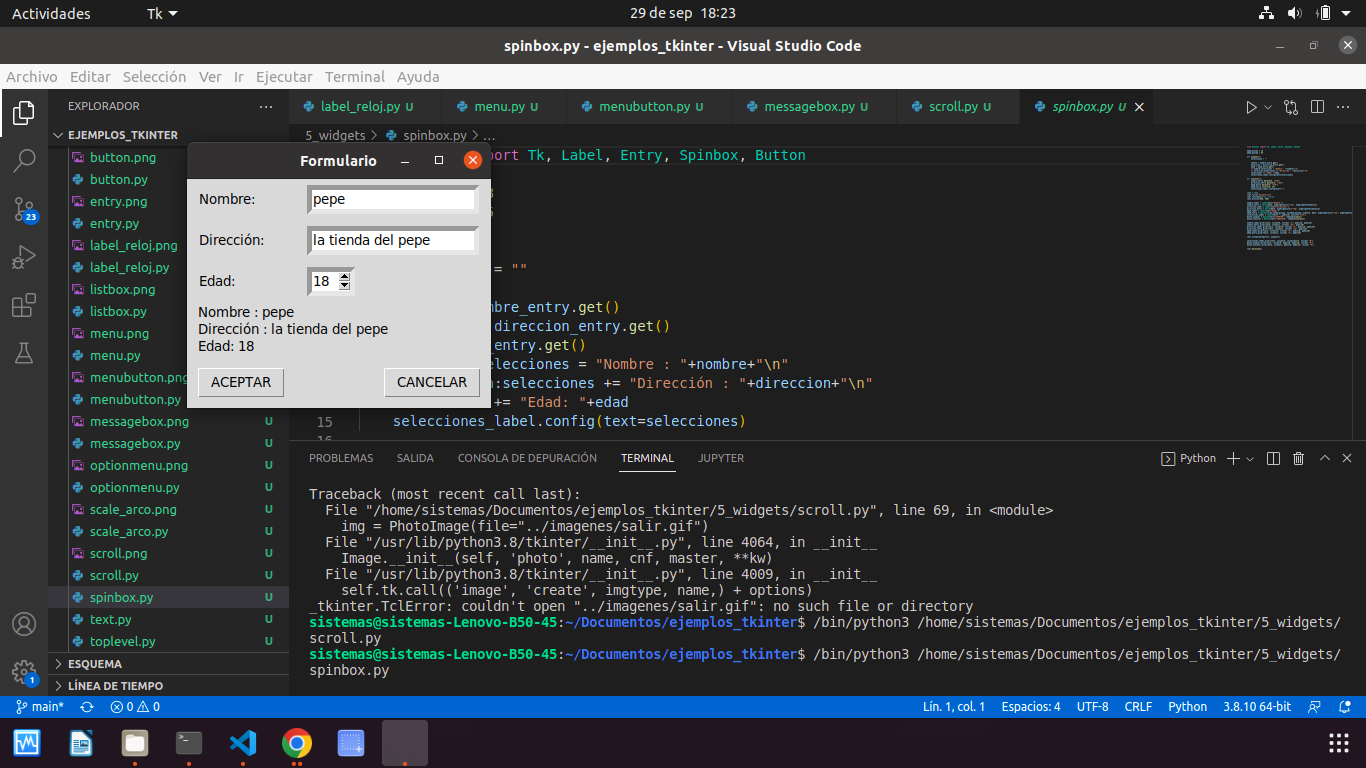 Actividades
Tk
29 de sep 18:23
spinbox.py - ejemplos_tkinter - Visual Studio Code
Archivo Editar Selección Ver Ir Ejecutar Terminal Ayuda
EXPLORADOR
label_reloj.py U
menu.py U
menubutton.py U
messagebox.py U
scroll.py U
spinbox.py U
EJEMPLOS_TKINTER
5_widgets > spinbox.py > ...
button.png
button.py
entry.png
entry.py
label_reloj.png
label_reloj.py
listbox.png
listbox.py
menu.png
menu.py
menubutton.png
menubutton.py
messagebox.png U
messagebox.py U
optionmenu.png U
optionmenu.py U
scale_arco.png U
scale_arco.py U
scroll.png U
scroll.py U
spinbox.py U
text.py U
toplevel.py U
ESQUEMA
LÍNEA DE TIEMPO
23
1
Formulario
Nombre: pepe
Dirección: la tienda del pepe
Edad: 18
Nombre : pepe
Dirección : la tienda del pepe
Edad: 18
ACEPTAR CANCELAR
port Tk, Label, Entry, Spinbox, Button
= ""
mbre_entry.get()
direccion_entry.get()
_entry.get()
elecciones = "Nombre : "+nombre+"\n"
n:selecciones += "Dirección : "+direccion+"\n"
+= "Edad: "+edad
15 selecciones_label.config(text=selecciones)
16
PROBLEMAS SALIDA CONSOLA DE DEPURACIÓN TERMINAL JUPYTER
Python
Traceback (most recent call last):
File "/home/sistemas/Documentos/ejemplos_tkinter/5_widgets/scroll.py", line 69, in <module>
img = PhotoImage(file="../imagenes/salir.gif")
File "/usr/lib/python3.8/tkinter/__init__.py", line 4064, in __init__
Image.__init__(self, 'photo', name, cnf, master, **kw)
File "/usr/lib/python3.8/tkinter/__init__.py", line 4009, in __init__
self.tk.call(('image', 'create', imgtype, name,) + options)
_tkinter.TclError: couldn't open "../imagenes/salir.gif": no such file or directory
sistemas@sistemas-Lenovo-B50-45:~/Documentos/ejemplos_tkinter$ /bin/python3 /home/sistemas/Documentos/ejemplos_tkinter/5_widgets/
scroll.py
sistemas@sistemas-Lenovo-B50-45:~/Documentos/ejemplos_tkinter$ /bin/python3 /home/sistemas/Documentos/ejemplos_tkinter/5_widgets/
spinbox.py
main* 0 0 Lín. 1, col. 1 Espacios: 4 UTF-8 CRLF Python 3.8.10 64-bit